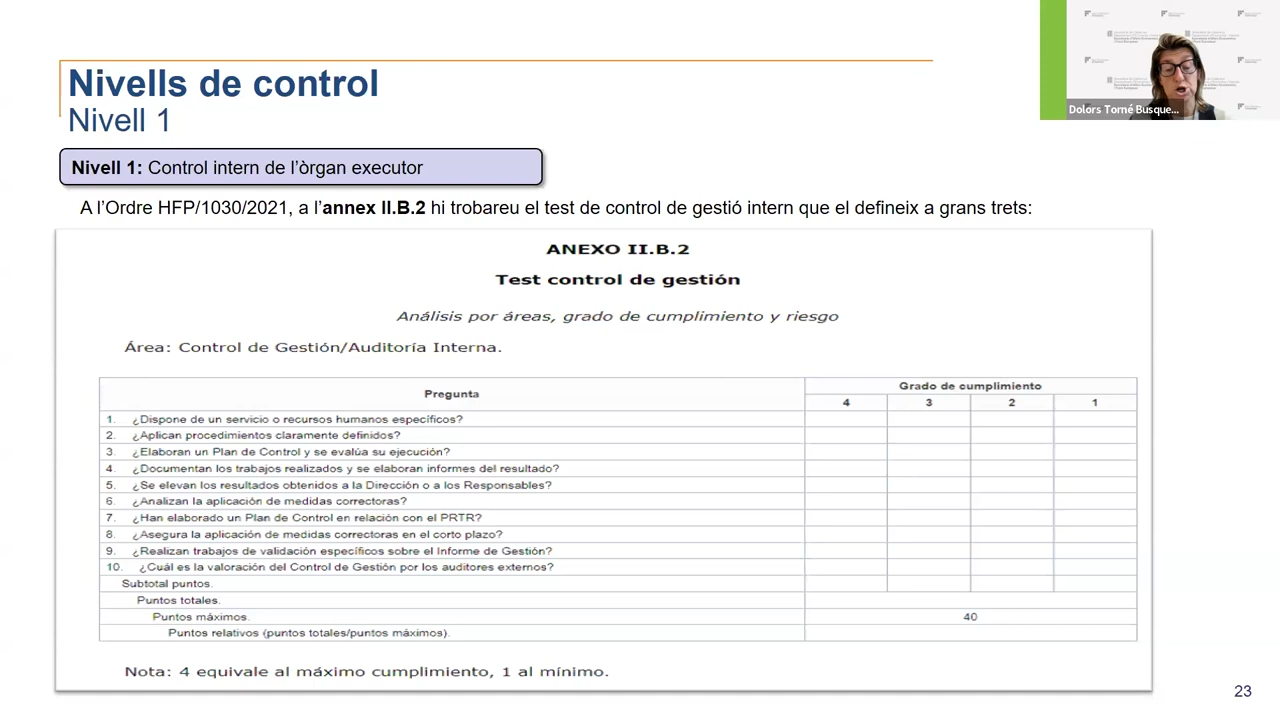 Nivells de control
Nivell 1
Dolors Torné Busque...
Nivell 1: Control intern de l'òrgan executor
A l'Ordre HFP/1030/2021, a l'annex II.B.2 hi trobareu el test de control de gestió intern que el defineix a grans trets:
ANEXO II.B.2
Test control de gestión
Análisis por áreas, grado de cumplimiento y riesgo
Área: Control de Gestión/Auditoría Interna.
Pregunta
Grado de cumplimiento
4 3 2 1
1. ¿Dispone de un servicio o recursos humanos específicos?
2. ¿Aplican procedimientos claramente definidos?
3. ¿Elaboran un Plan de Control y se evalúa su ejecución?
4. ¿Documentan los trabajos realizados y se elaboran informes del resultado?
5. ¿Se elevan los resultados obtenidos a la Dirección o a los Responsables?
6. ¿Analizan la aplicación de medidas correctoras?
7. ¿Han elaborado un Plan de Control en relación con el PRTR?
8. ¿Asegura la aplicación de medidas correctoras en el corto plazo?
9. ¿Realizan trabajos de validación específicos sobre el Informe de Gestión?
10. ¿Cuál es la valoración del Control de Gestión por los auditores externos?
Subtotal puntos.
Puntos totales.
Puntos máximos. 40
Puntos relativos (puntos totales/puntos máximos).
Nota: 4 equivale al máximo cumplimiento, 1 al mínimo.
23